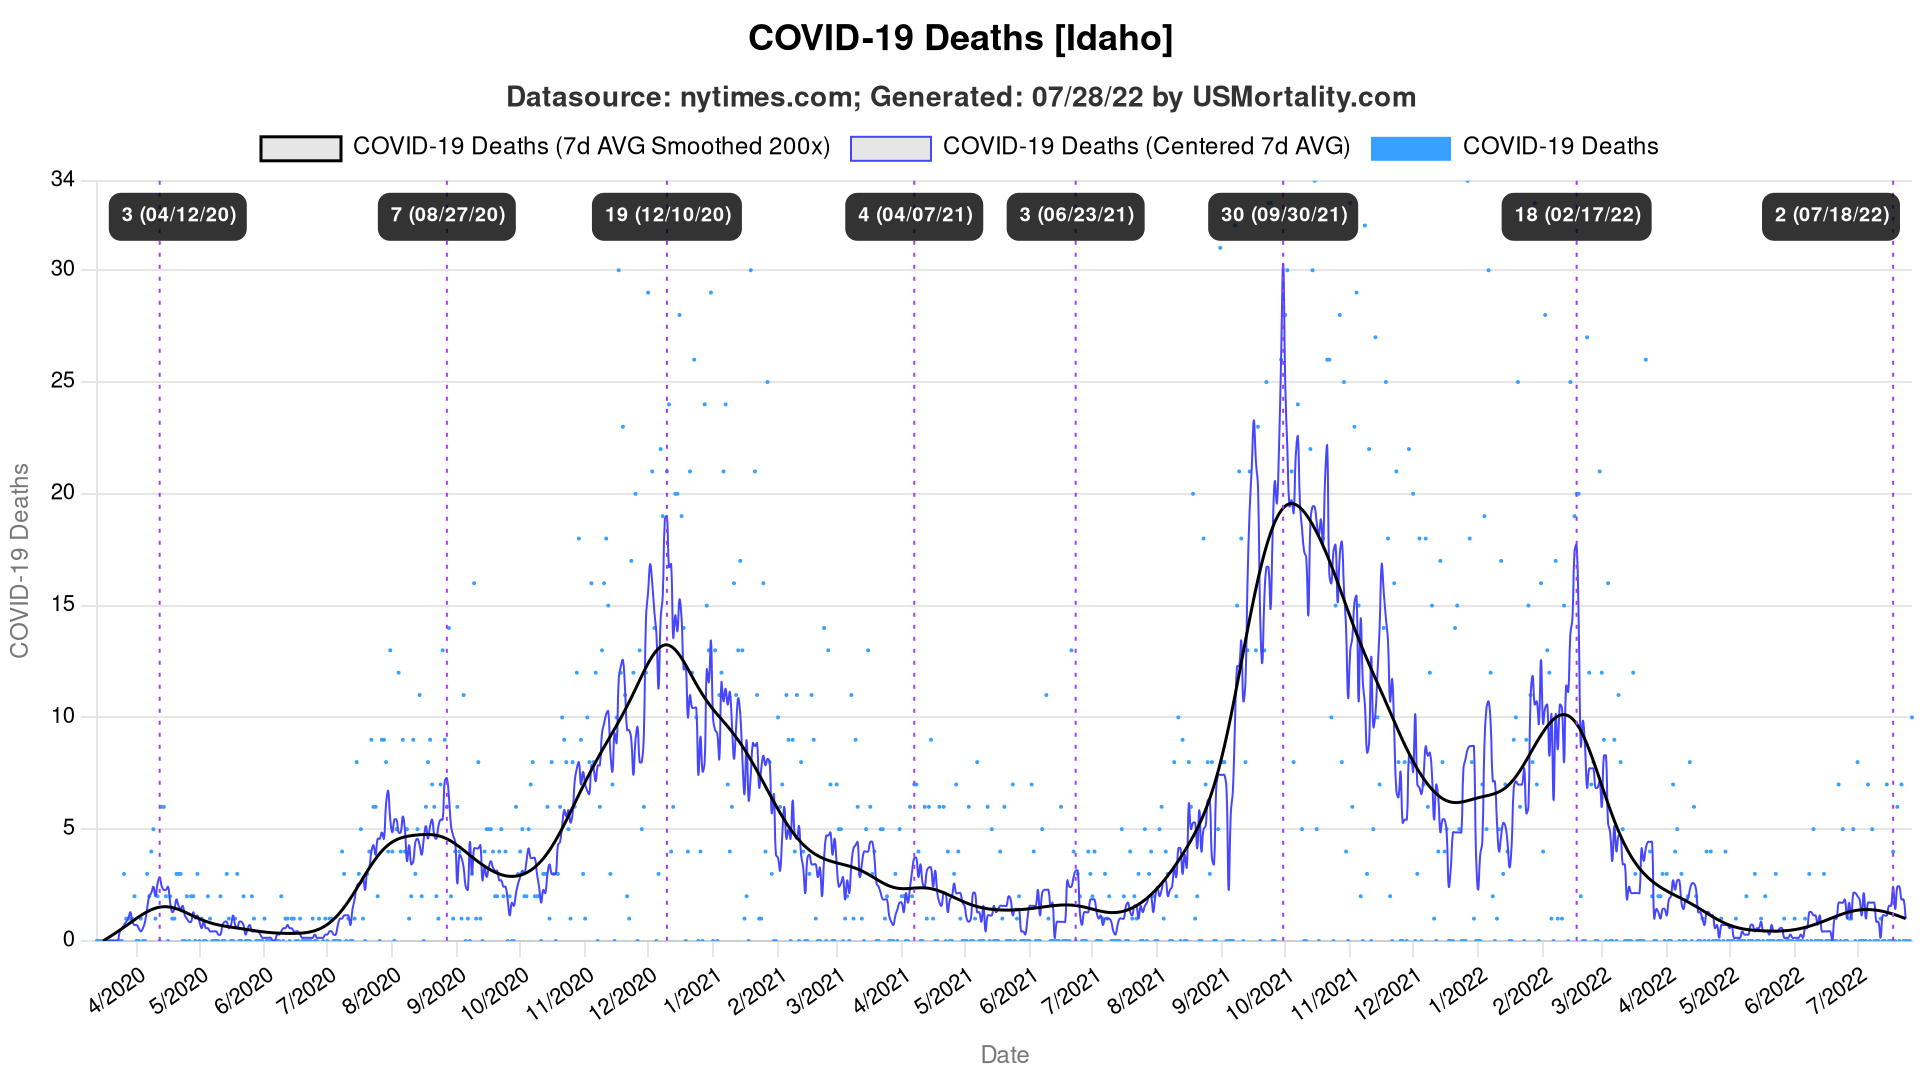 COVID-19 Deaths [Idaho]
Datasource: nytimes.com; Generated: 07/28/22 by USMortality.com
COVID-19 Deaths (7d AVG Smoothed 200x) COVID-19 Deaths (Centered 7d AVG) COVID-19 Deaths
34
3 (04/12/20) 7 (08/27/20) 19 (12/10/20) 4 (04/07/21) 3 (06/23/21) 30 (09/30/21) 18 (02/17/22) 2 (07/18/22)
30
25
20
15
10
5
0
COVID-19 Deaths
4/2020 5/2020 6/2020 7/2020 8/2020 9/2020 10/2020 11/2020 12/2020 1/2021 2/2021 3/2021 4/2021 5/2021 6/2021 7/2021 8/2021 9/2021 10/2021 11/2021 12/2021 1/2022 2/2022 3/2022 4/2022 5/2022 6/2022 7/2022
Date